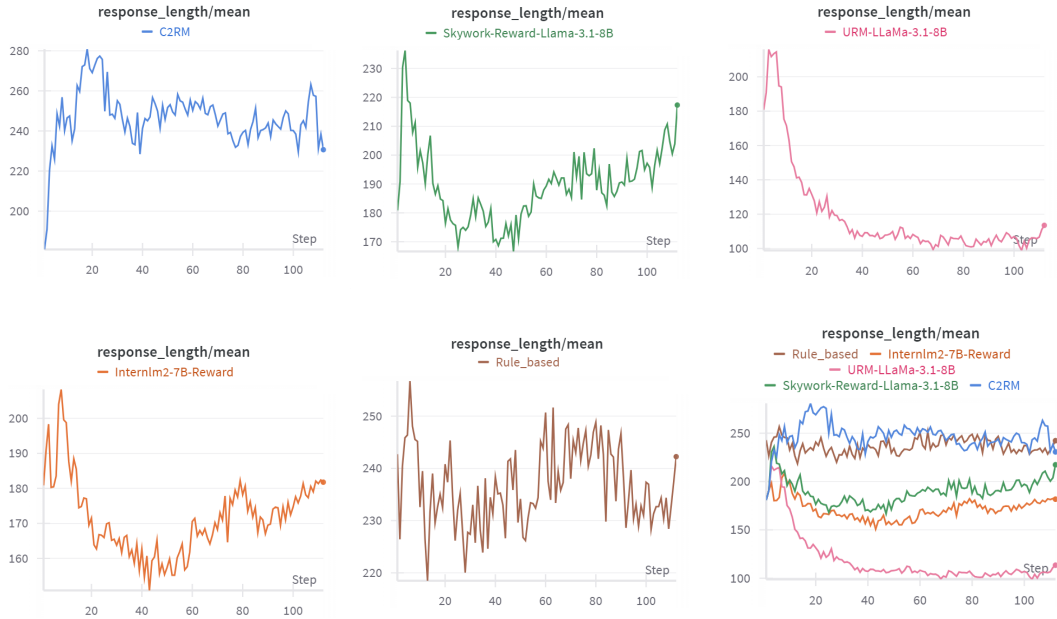 response_length/mean
C2RM
280
260
240
220
200
Step
20 40 60 80 100
response_length/mean
Skywork-Reward-Llama-3.1-8B
230
220
210
200
190
180
170
Step
20 40 60 80 100
response_length/mean
URM-LLaMa-3.1-8B
200
180
160
140
120
100
Step
20 40 60 80 100
response_length/mean
Internlm2-7B-Reward
200
190
180
170
160
Step
20 40 60 80 100
response_length/mean
Rule_based
250
240
230
220
Step
20 40 60 80 100
response_length/mean
Rule_based Internlm2-7B-Reward
URM-LLaMa-3.1-8B
Skywork-Reward-Llama-3.1-8B C2RM
250
200
150
100
Step
20 40 60 80 100